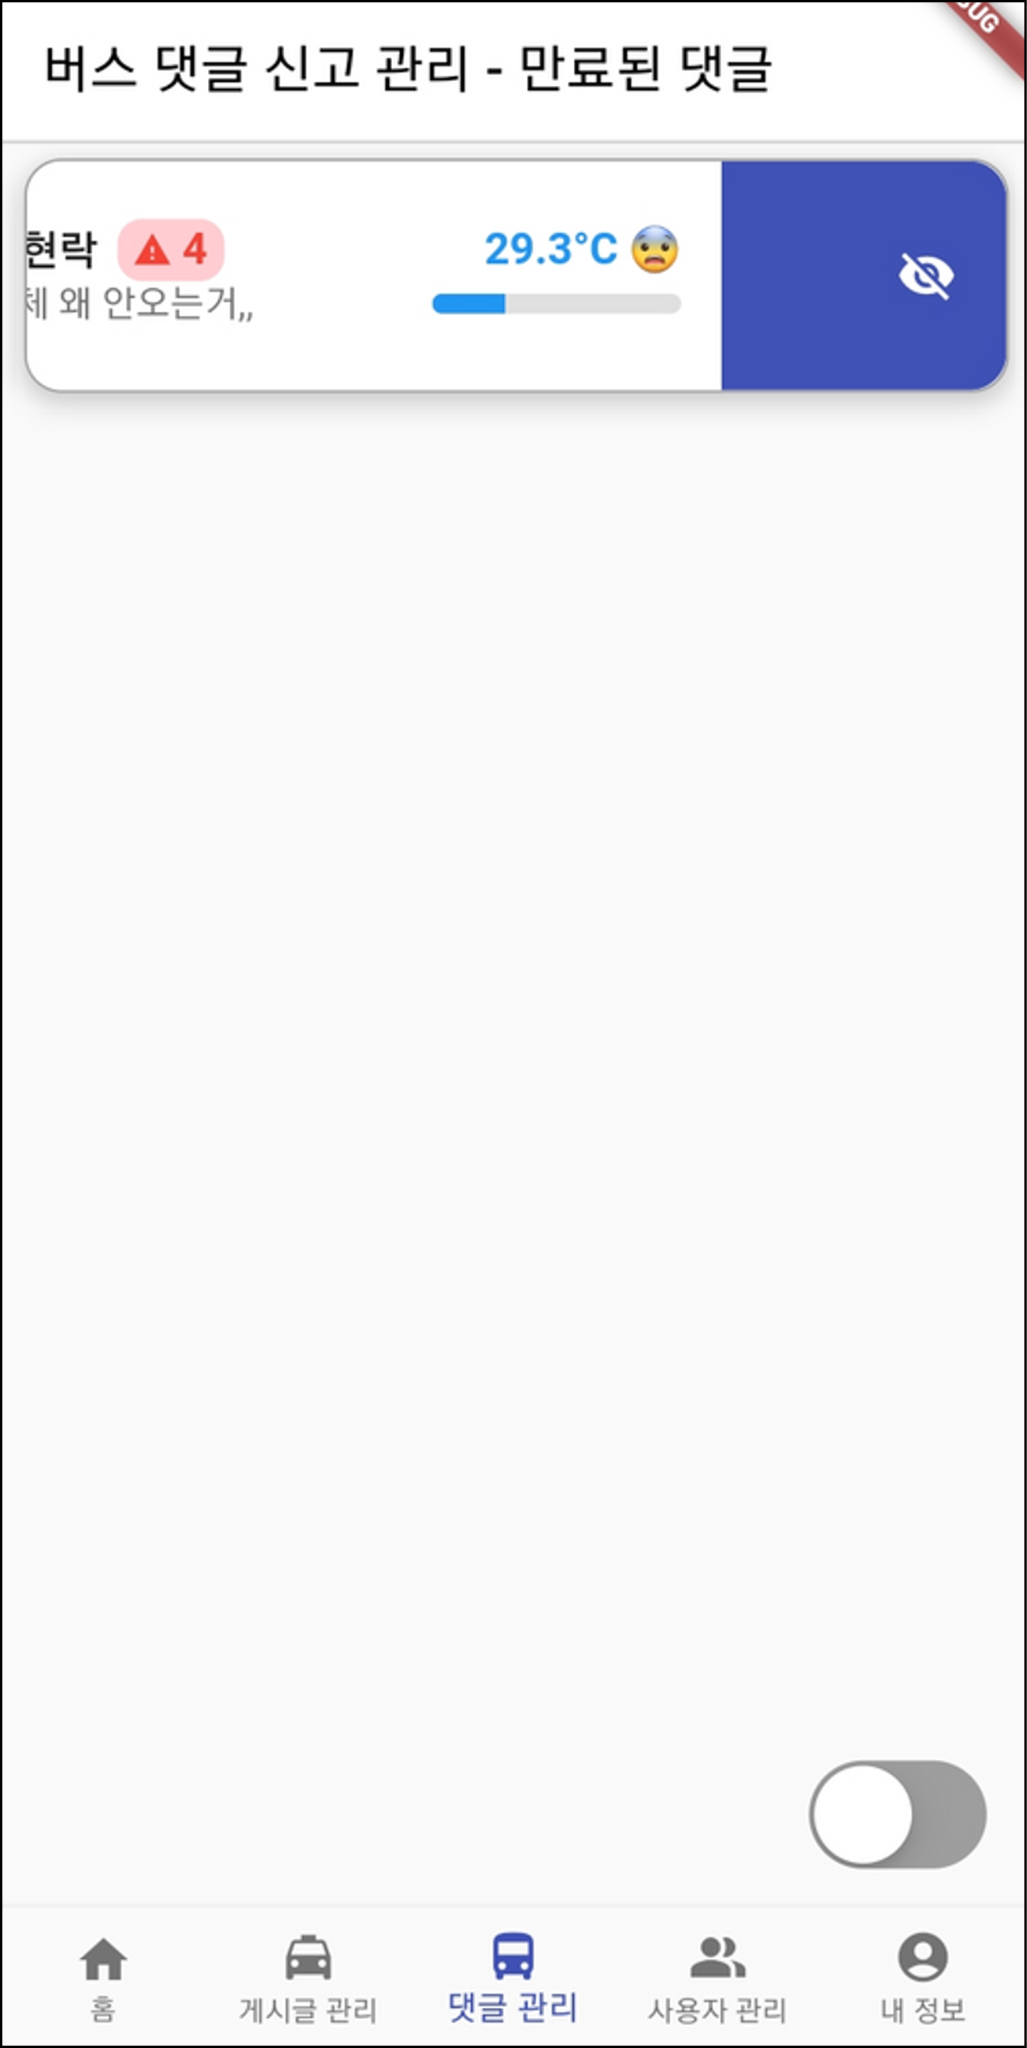 버스 댓글 신고 관리 - 만료된 댓글
현락 4 29.3°C
체 왜 안오는거,,
홈 게시글 관리 댓글 관리 사용자 관리 내 정보